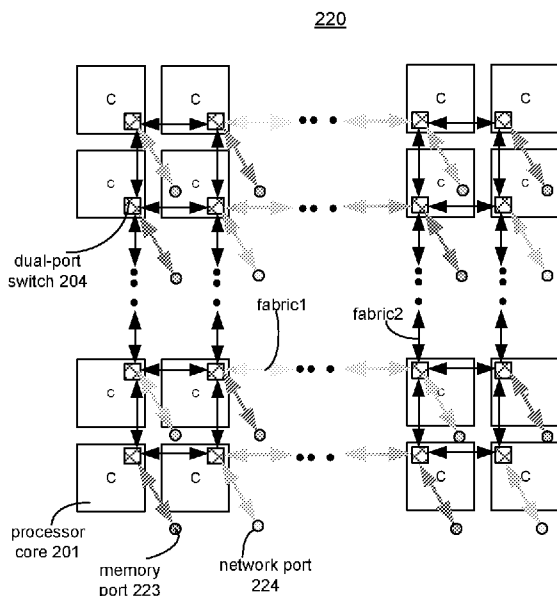 220
C C C C
C C C C
dual-port
switch 204
fabric1
fabric2
C C C C
C C C C
processor
core 201
memory
port 223
network port
224